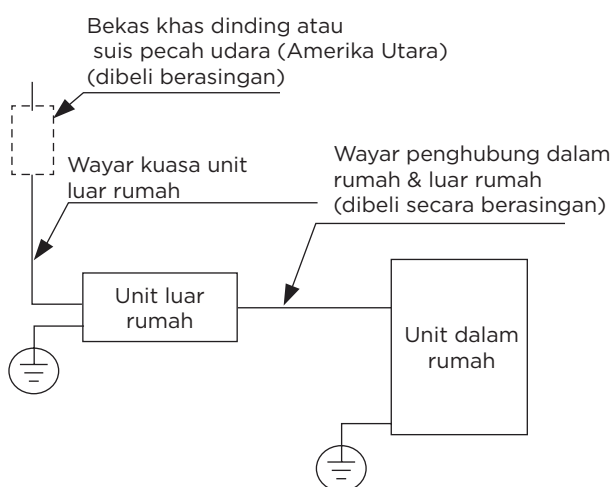 Bekas khas dinding atau
suis pecah udara (Amerika Utara)
(dibeli berasingan)
Wayar kuasa unit
luar rumah
Wayar penghubung dalam
rumah & luar rumah
(dibeli secara berasingan)
Unit luar
rumah
Unit dalam
rumah